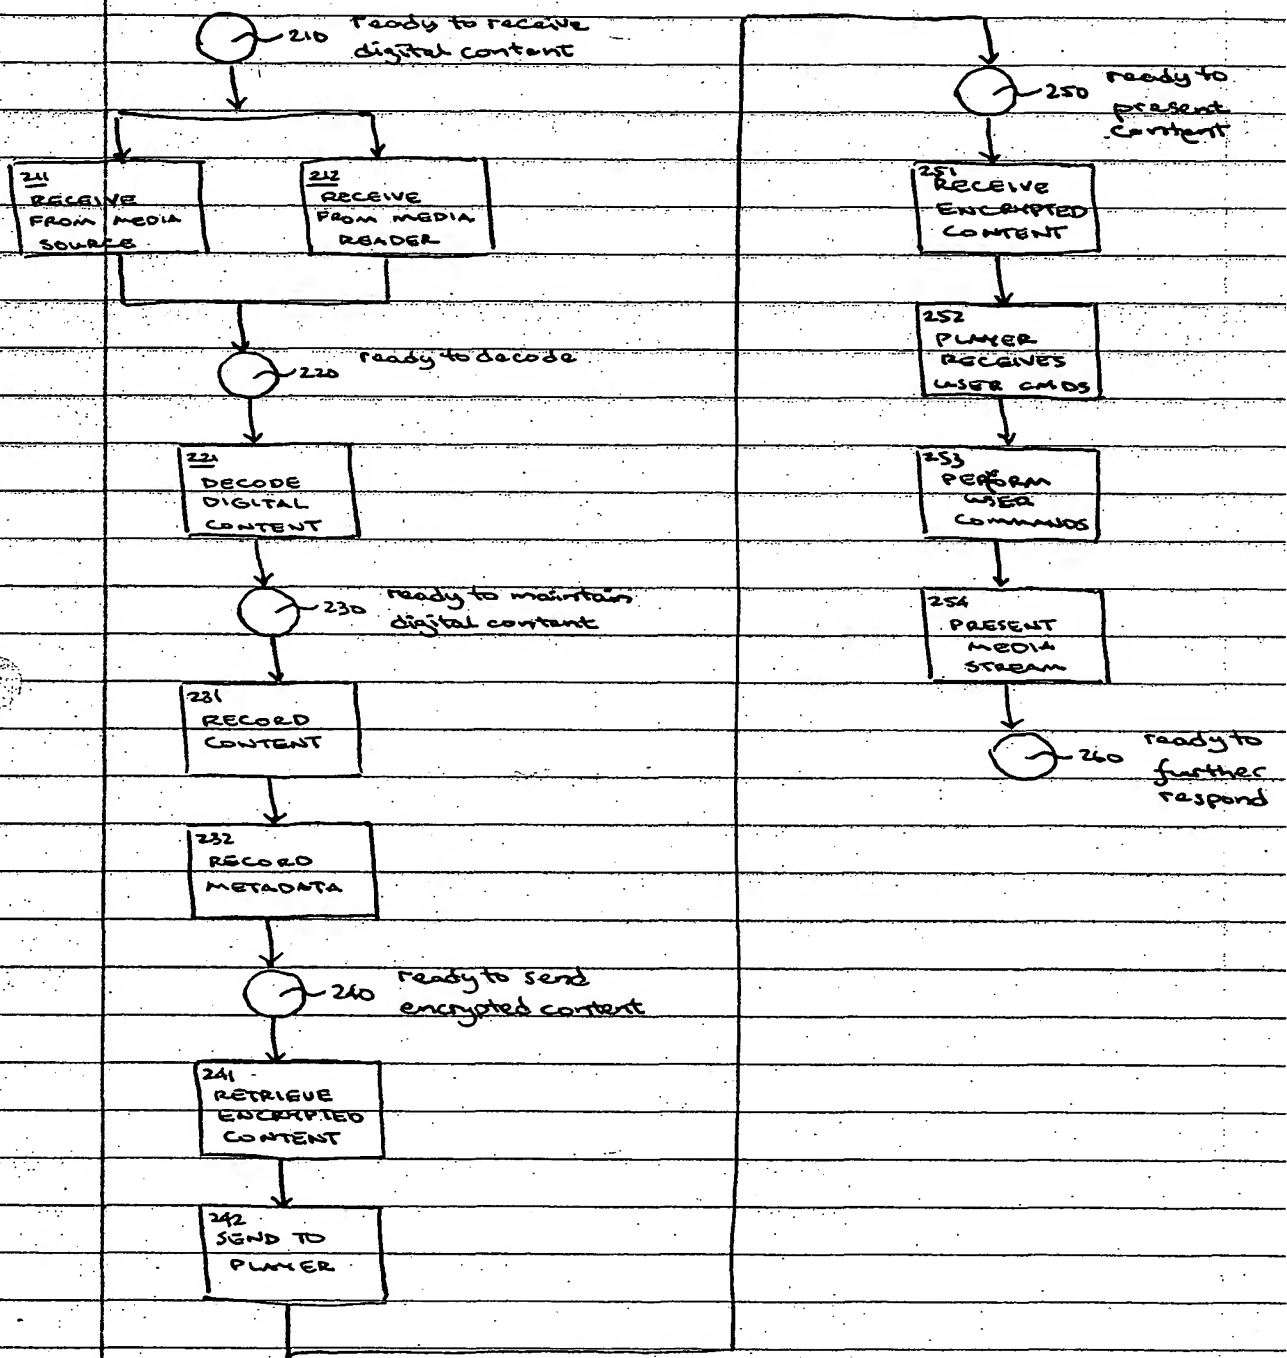 210 ready to receive
digital content
211
RECEIVE
FROM MEDIA
SOURCE
212
RECEIVE
FROM MEDIA
READER
220 ready to decode
221
DECODE
DIGITAL
CONTENT
230 ready to maintain
digital content
231
RECORD
CONTENT
232
RECORD
METADATA
240 ready to send
encrypted content
241
RETRIEVE
ENCRYPTED
CONTENT
242
SEND TO
PLAYER
250 ready to
present
content
251
RECEIVE
ENCRYPTED
CONTENT
252
PLAYER
RECEIVES
USER CMDS
253
PERFORM
USER
COMMANDS
254
PRESENT
MEDIA
STREAM
260 ready to
further
respond